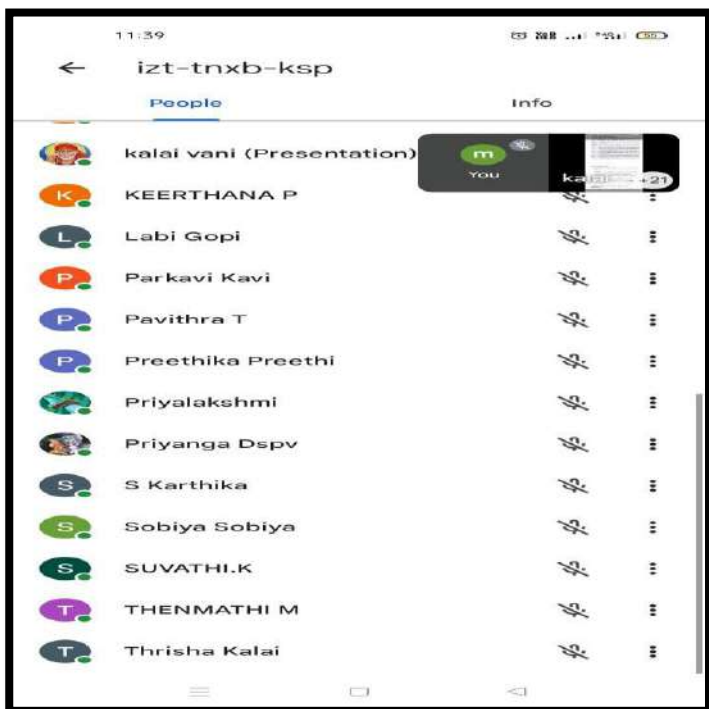 11:39
izt-tnxb-ksp
People Info
kalai vani (Presentation)
m
You
+21
K KEERTHANA P
L Labi Gopi
P Parkavi Kavi
P Pavithra T
P Preethika Preethi
Priyalakshmi
Priyanga Dspv
S S Karthika
S Sobiya Sobiya
S SUVATHI.K
T THENMATHI M
T Thrisha Kalai